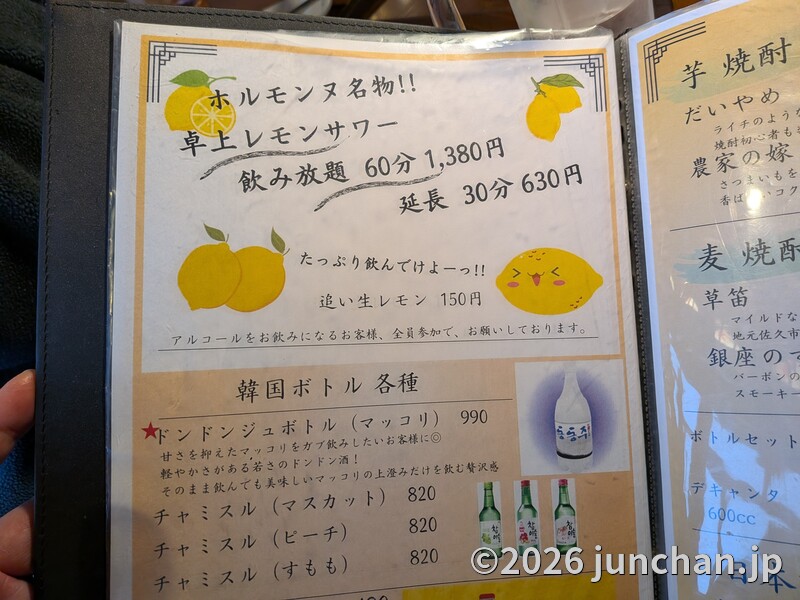 ホルモンヌ名物!!
卓上レモンサワー
飲み放題 60分 1,380円
延長 30分 630円
たっぷり飲んでけよーっ!!
追い生レモン 150円
アルコールをお飲みになるお客様、全員参加で、お願いしております。
韓国ボトル 各種
★ドンドンジュボトル (マッコリ) 990
甘さを抑えたマッコリをガブ飲みしたいお客様に◎
軽やかさがある若さのドンドン酒!
そのまま飲んでも美味しいマッコリの上澄みだけを飲む贅沢感
チャミスル (マスカット) 820
チャミスル (ピーチ) 820
チャミスル (すもも) 820
芋 焼酎
だいやめ
ライチのような
焼酎初心者も
農家の嫁
さつまいもを
香ば
いコク
麦 焼酎
草笛
マイルドな
地元佐久市
銀座の
バーボンの
スモーキー
ボトルセット
デキャンタ
600cc
©2026 junchan.jp